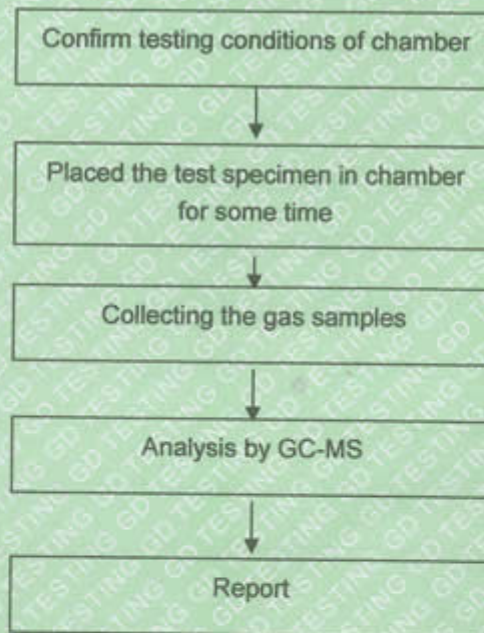 Confirm testing conditions of chamber
Placed the test specimen in chamber
for some time
Collecting the gas samples
Analysis by GC-MS
Report